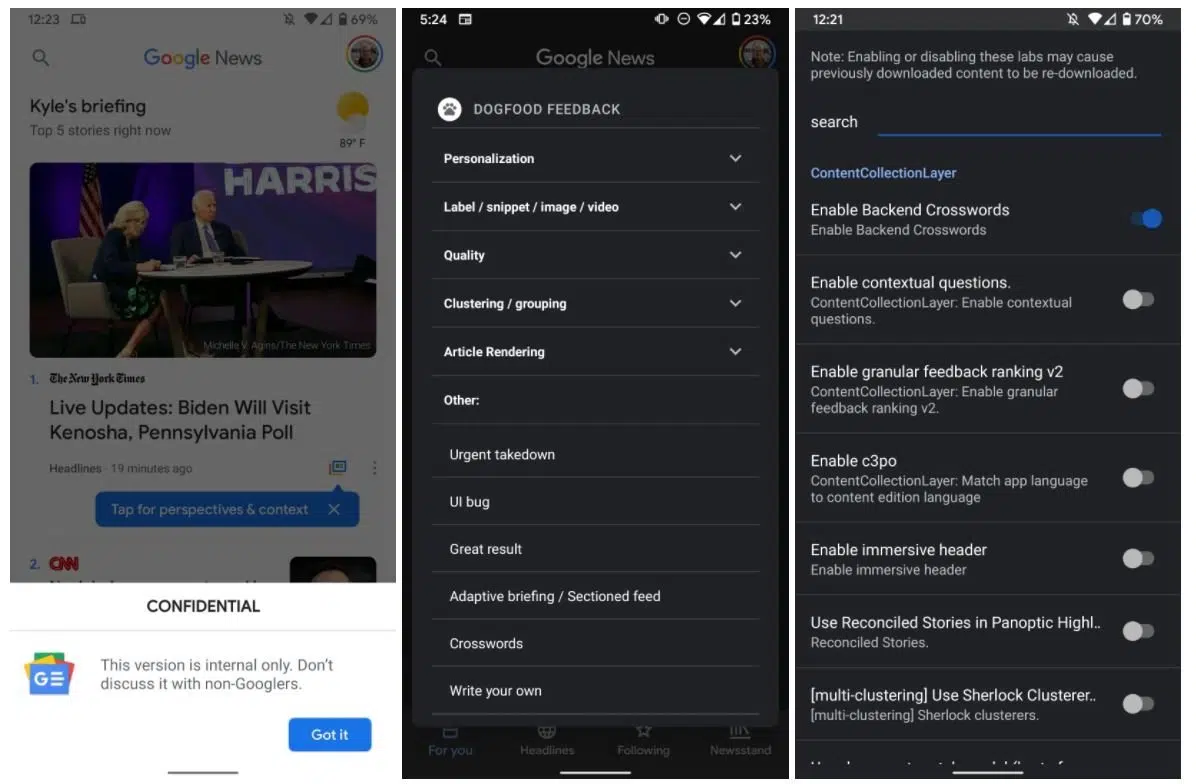 12:23
69%
Google News
Kyle's briefing
Top 5 stories right now
89° F
HARRIS
Michelle V. Agins/The New York Times
1. The New York Times
Live Updates: Biden Will Visit
Kenosha, Pennsylvania Poll
Headlines · 19 minutes ago
Tap for perspectives & context
2. CNN
CONFIDENTIAL
GE
This version is internal only. Don't
discuss it with non-Googlers.
Got it
5:24
23%
Google News
DOGFOOD FEEDBACK
Personalization
Label / snippet / image / video
Quality
Clustering / grouping
Article Rendering
Other:
Urgent takedown
UI bug
Great result
Adaptive briefing / Sectioned feed
Crosswords
Write your own
For you
Headlines
Following
Newsstand
12:21
70%
Note: Enabling or disabling these labs may cause
previously downloaded content to be re-downloaded.
search
ContentCollectionLayer
Enable Backend Crosswords
Enable Backend Crosswords
Enable contextual questions.
ContentCollectionLayer: Enable contextual
questions.
Enable granular feedback ranking v2
ContentCollectionLayer: Enable granular
feedback ranking v2.
Enable c3po
ContentCollectionLayer: Match app language
to content edition language
Enable immersive header
Enable immersive header
Use Reconciled Stories in Panoptic Highl..
Reconciled Stories.
[multi-clustering] Use Sherlock Clusterer..
[multi-clustering] Sherlock clusterers.